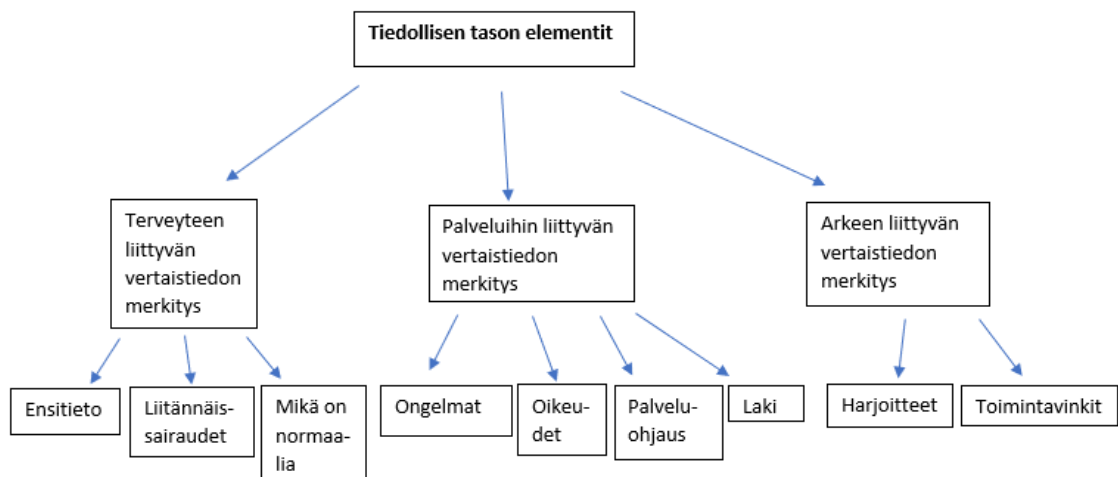 Tiedollisen tason elementit
Terveyteen
liittyvän
vertaistiedon
merkitys
Palveluihin liittyvän
vertaistiedon
merkitys
Arkeen liittyvän
vertaistiedon
merkitys
Ensitieto
Liitännäis-
sairaudet
Mikä on
normaa-
lia
Ongelmat
Oikeu-
det
Palvelu-
ohjaus
Laki
Harjoitteet
Toimintavinkit